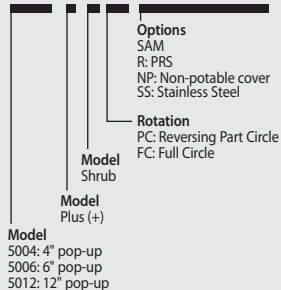 Options
SAM
R: PRS
NP: Non-potable cover
SS: Stainless Steel
Rotation
PC: Reversing Part Circle
FC: Full Circle
Model
Shrub
Model
Plus (+)
Model
5004: 4" pop-up
5006: 6" pop-up
5012: 12" pop-up